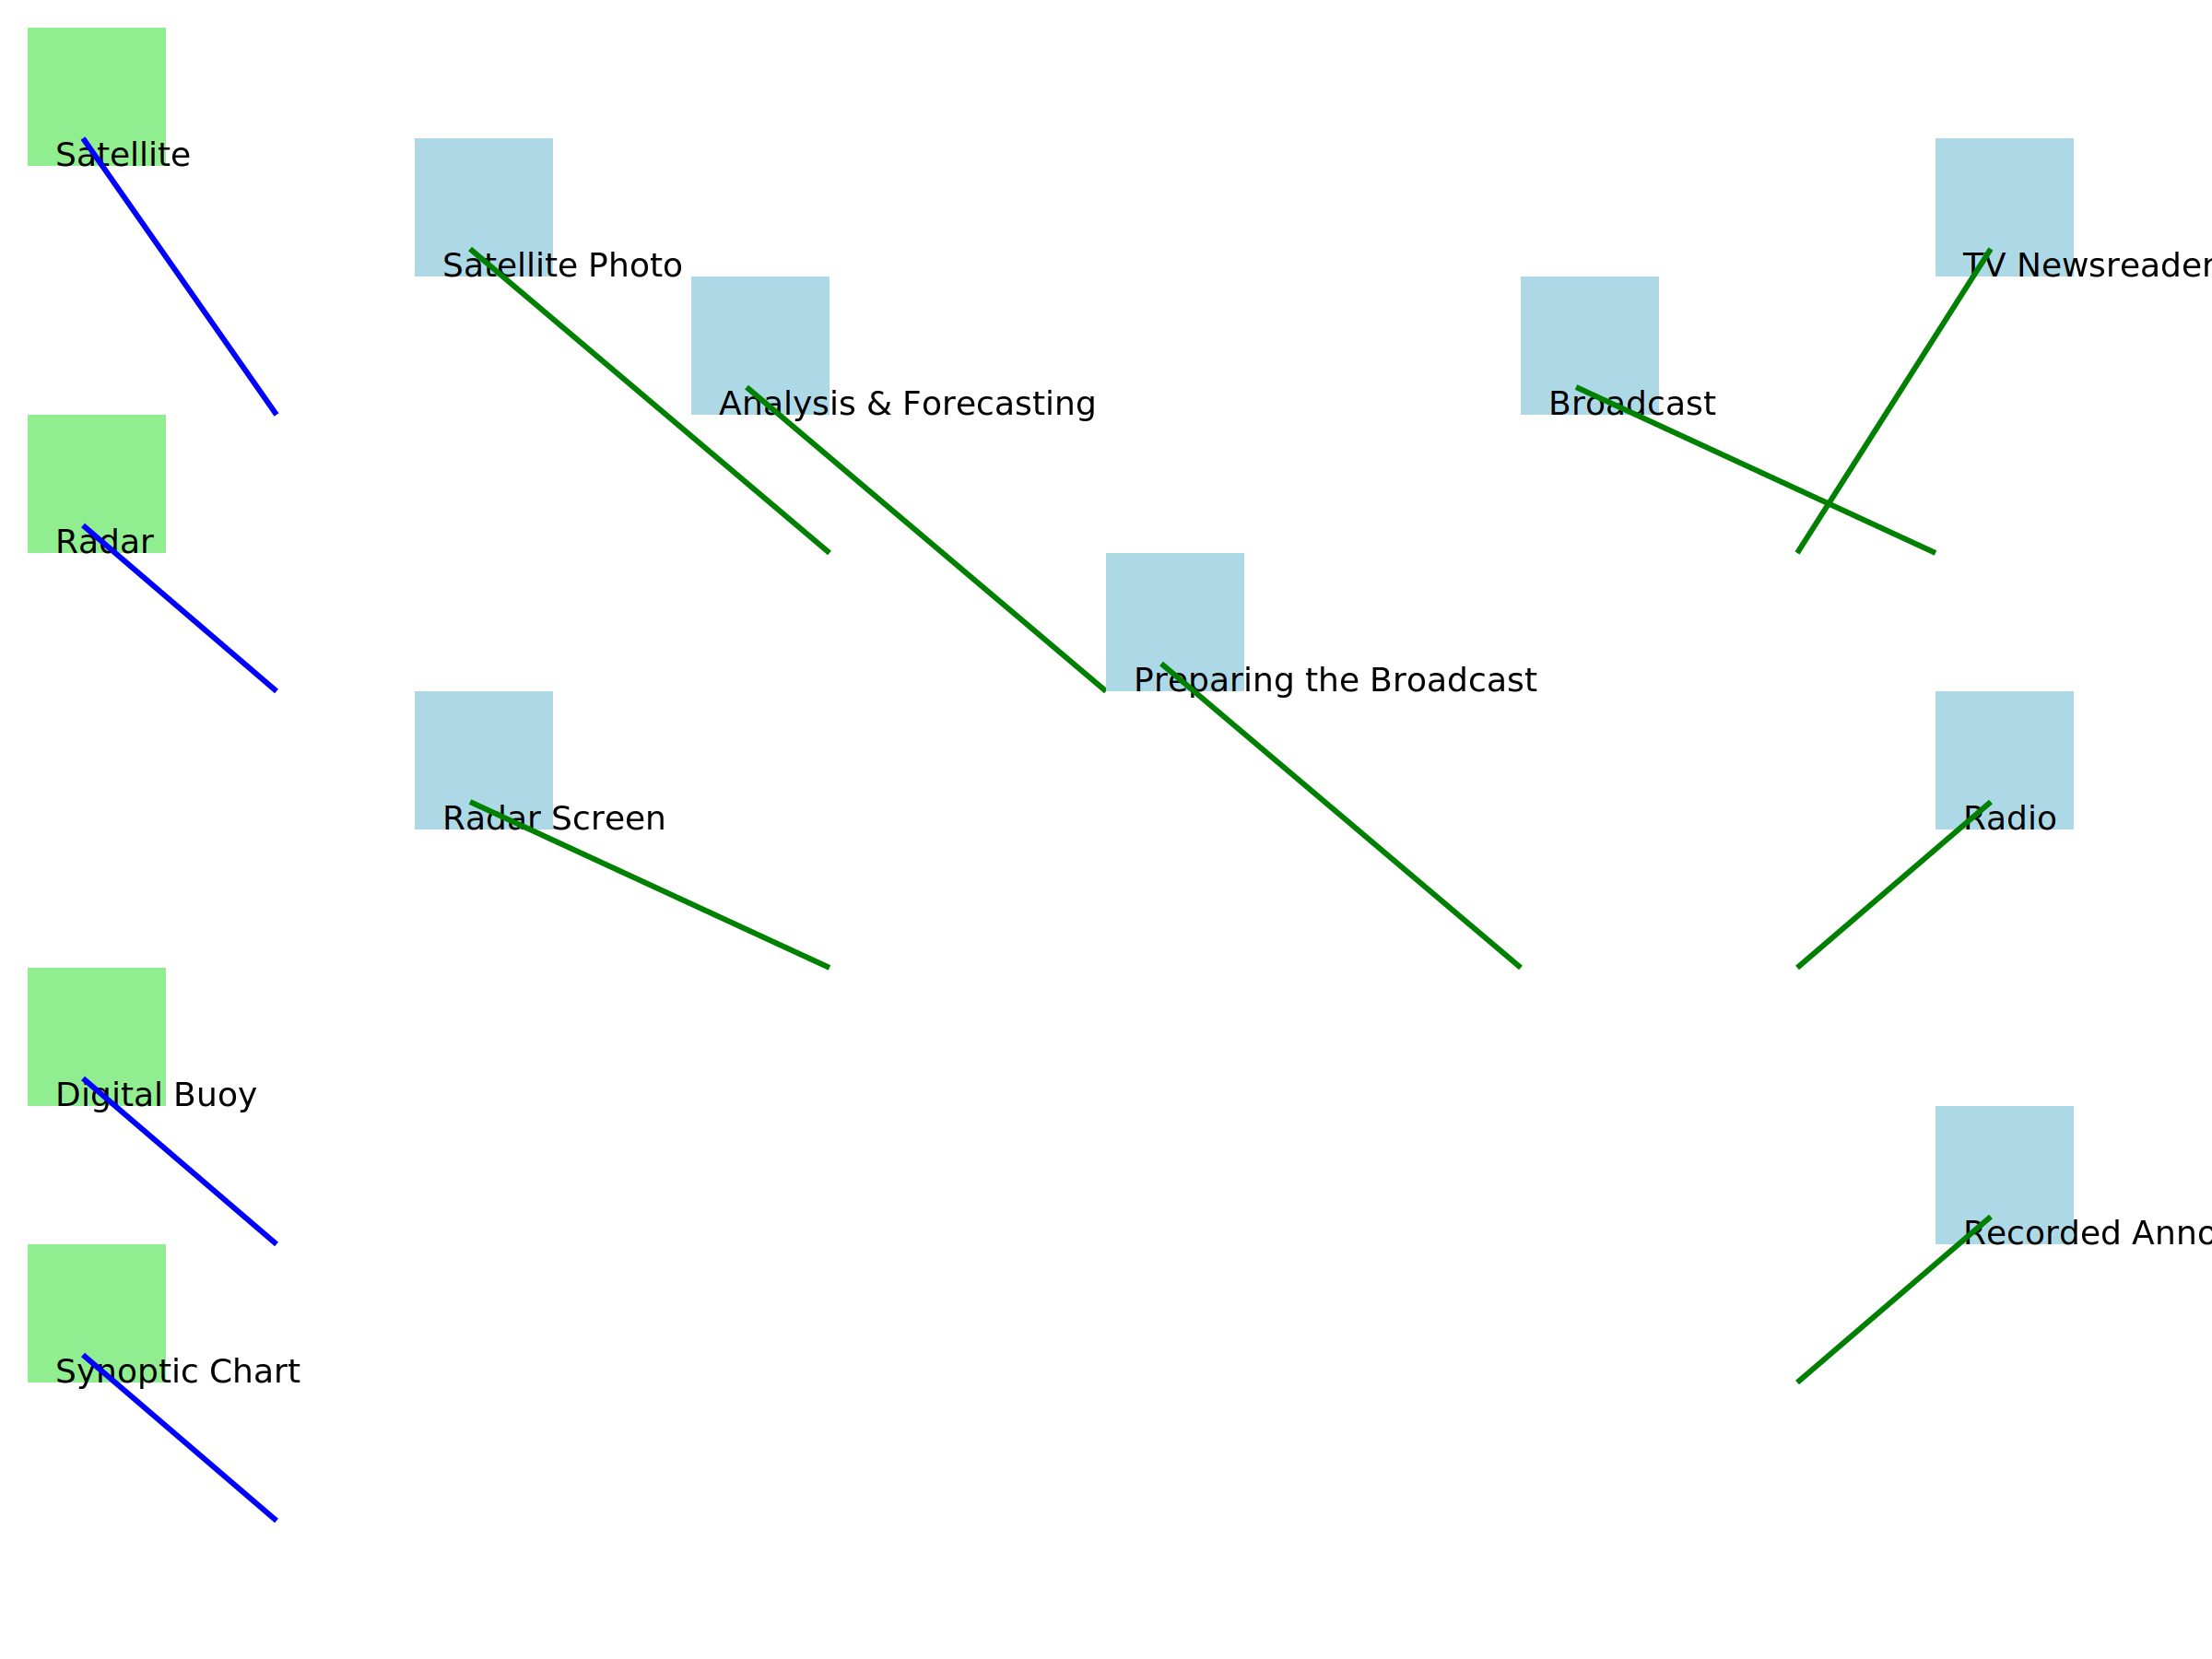 Satellite
Satellite Photo
TV Newsreader
Analysis & Forecasting
Broadcast
Radar
Preparing the Broadcast
Radar Screen
Radio
Digital Buoy
Recorded
Synoptic Chart